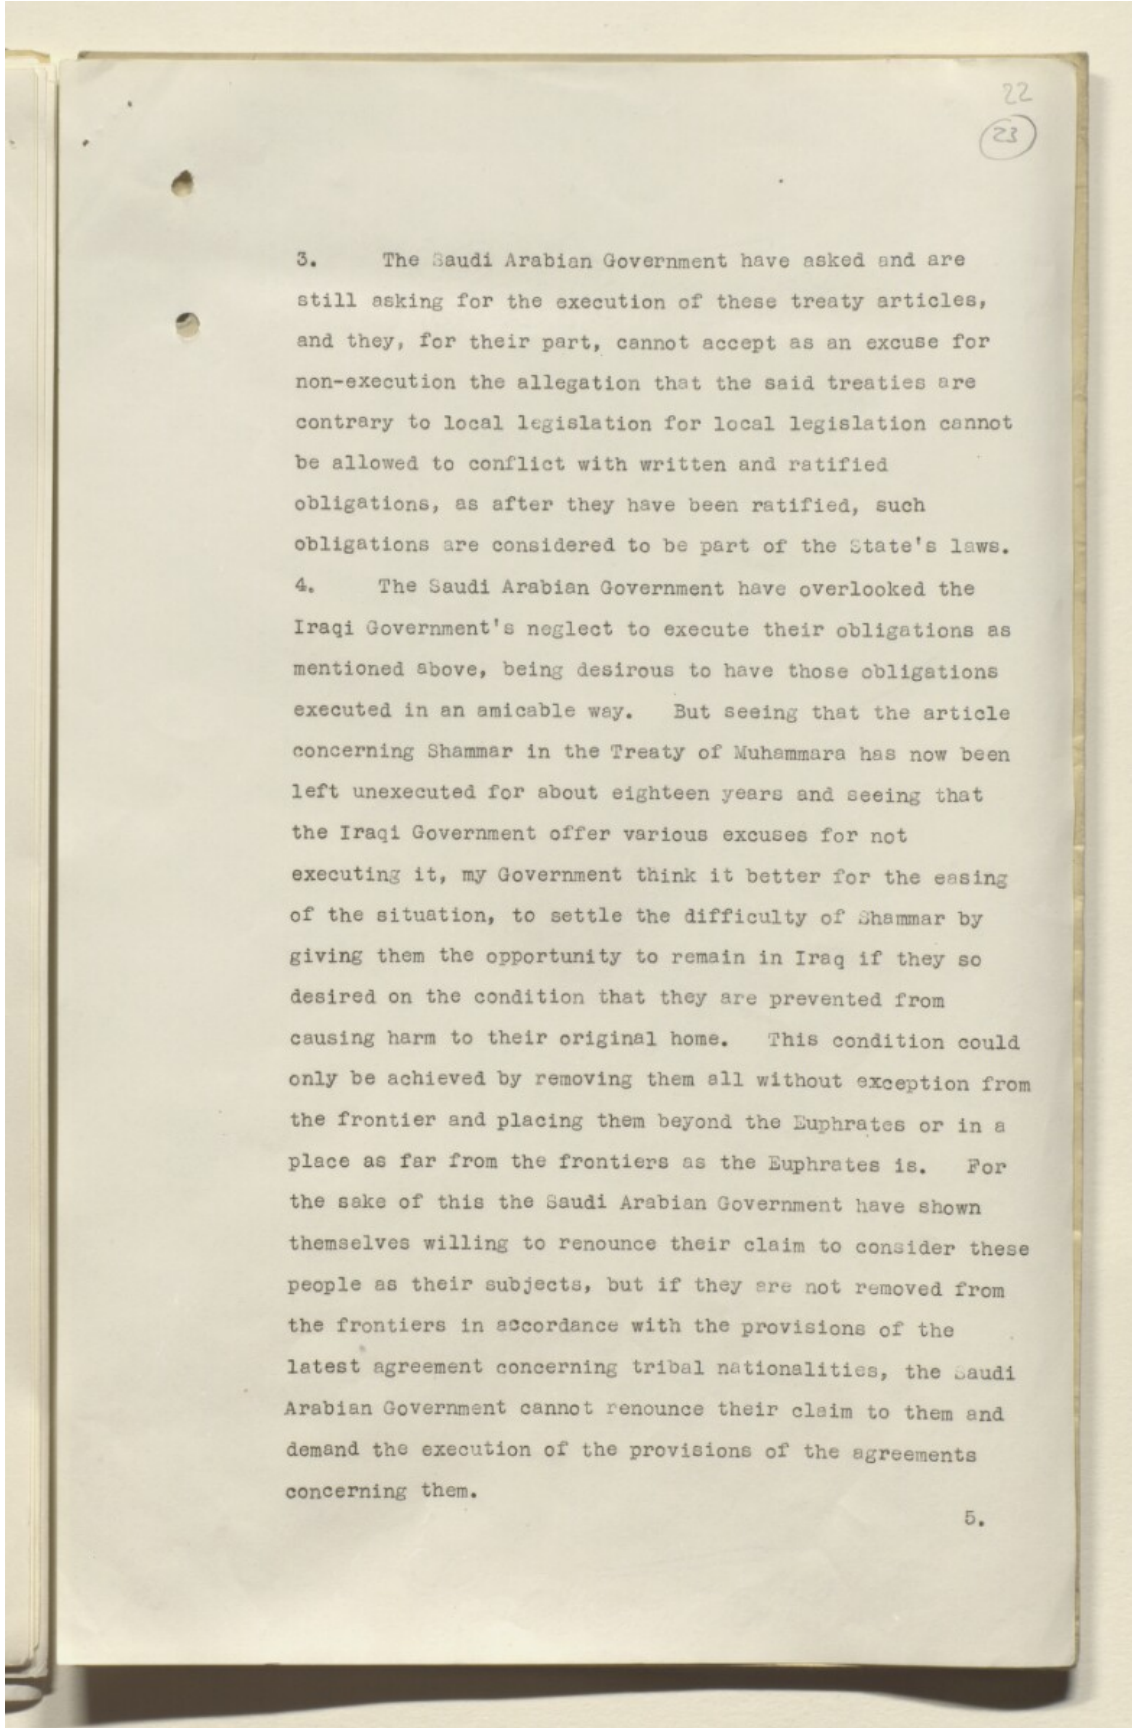 22
23
3. The Saudi Arabian Government have asked and are
still asking for the execution of these treaty articles,
and they, for their part, cannot accept as an excuse for
non-execution the allegation that the said treaties are
contrary to local legislation for local legislation cannot
be allowed to conflict with written and ratified
obligations, as after they have been ratified, such
obligations are considered to be part of the State's laws.
4. The Saudi Arabian Government have overlooked the
Iraqi Government's neglect to execute their obligations as
mentioned above, being desirous to have those obligations
executed in an amicable way. But seeing that the article
concerning Shammar in the Treaty of Muhammara has now been
left unexecuted for about eighteen years and seeing that
the Iraqi Government offer various excuses for not
executing it, my Government think it better for the easing
of the situation, to settle the difficulty of Shammar by
giving them the opportunity to remain in Iraq if they so
desired on the condition that they are prevented from
causing harm to their original home. This condition could
only be achieved by removing them all without exception from
the frontier and placing them beyond the Euphrates or in a
place as far from the frontiers as the Euphrates is. For
the sake of this the Saudi Arabian Government have shown
themselves willing to renounce their claim to consider these
people as their subjects, but if they are not removed from
the frontiers in accordance with the provisions of the
latest agreement concerning tribal nationalities, the Saudi
Arabian Government cannot renounce their claim to them and
demand the execution of the provisions of the agreements
concerning them.
5.